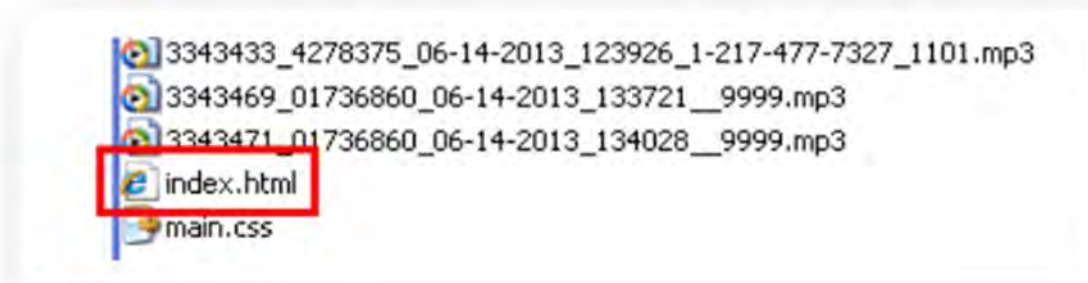 3343433_4278375_06-14-2013_123926_1-217-477-7327_1101.mp3
3343469_01736860_06-14-2013_133721__9999.mp3
3343471_01736860_06-14-2013_134028__9999.mp3
index.html
main.css